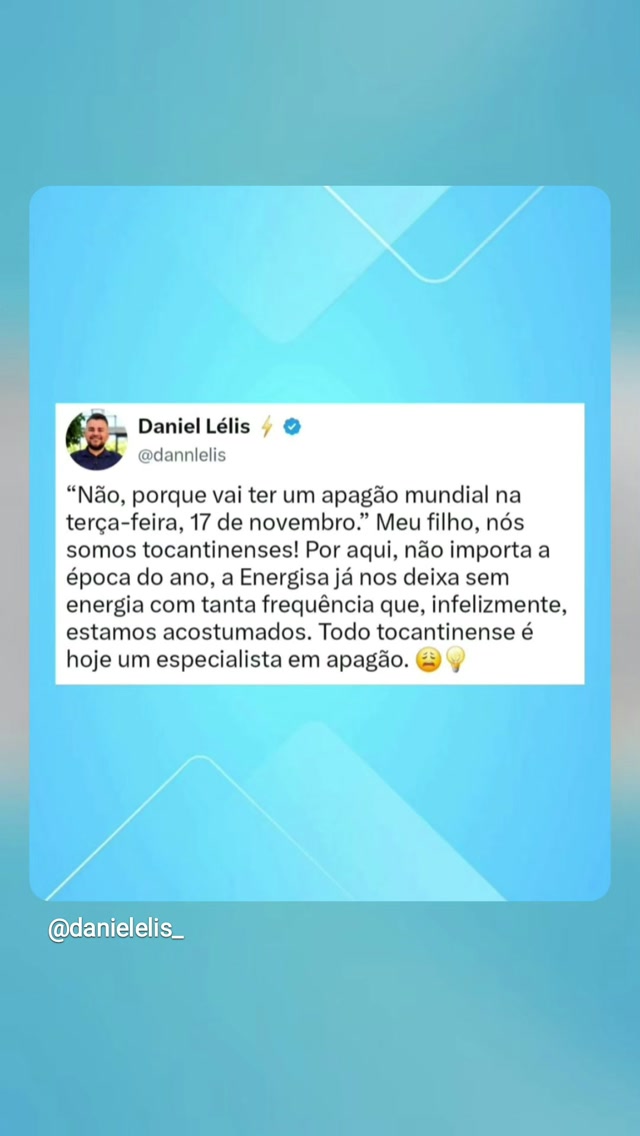 Daniel Lélis ⚡
@dannlelis
“Não, porque vai ter um apagão mundial na
terça-feira, 17 de novembro.” Meu filho, nós
somos tocantinenses! Por aqui, não importa a
época do ano, a Energisa já nos deixa sem
energia com tanta frequência que, infelizmente,
estamos acostumados. Todo tocantinense é
hoje um especialista em apagão. 😩💡
@danielelis_